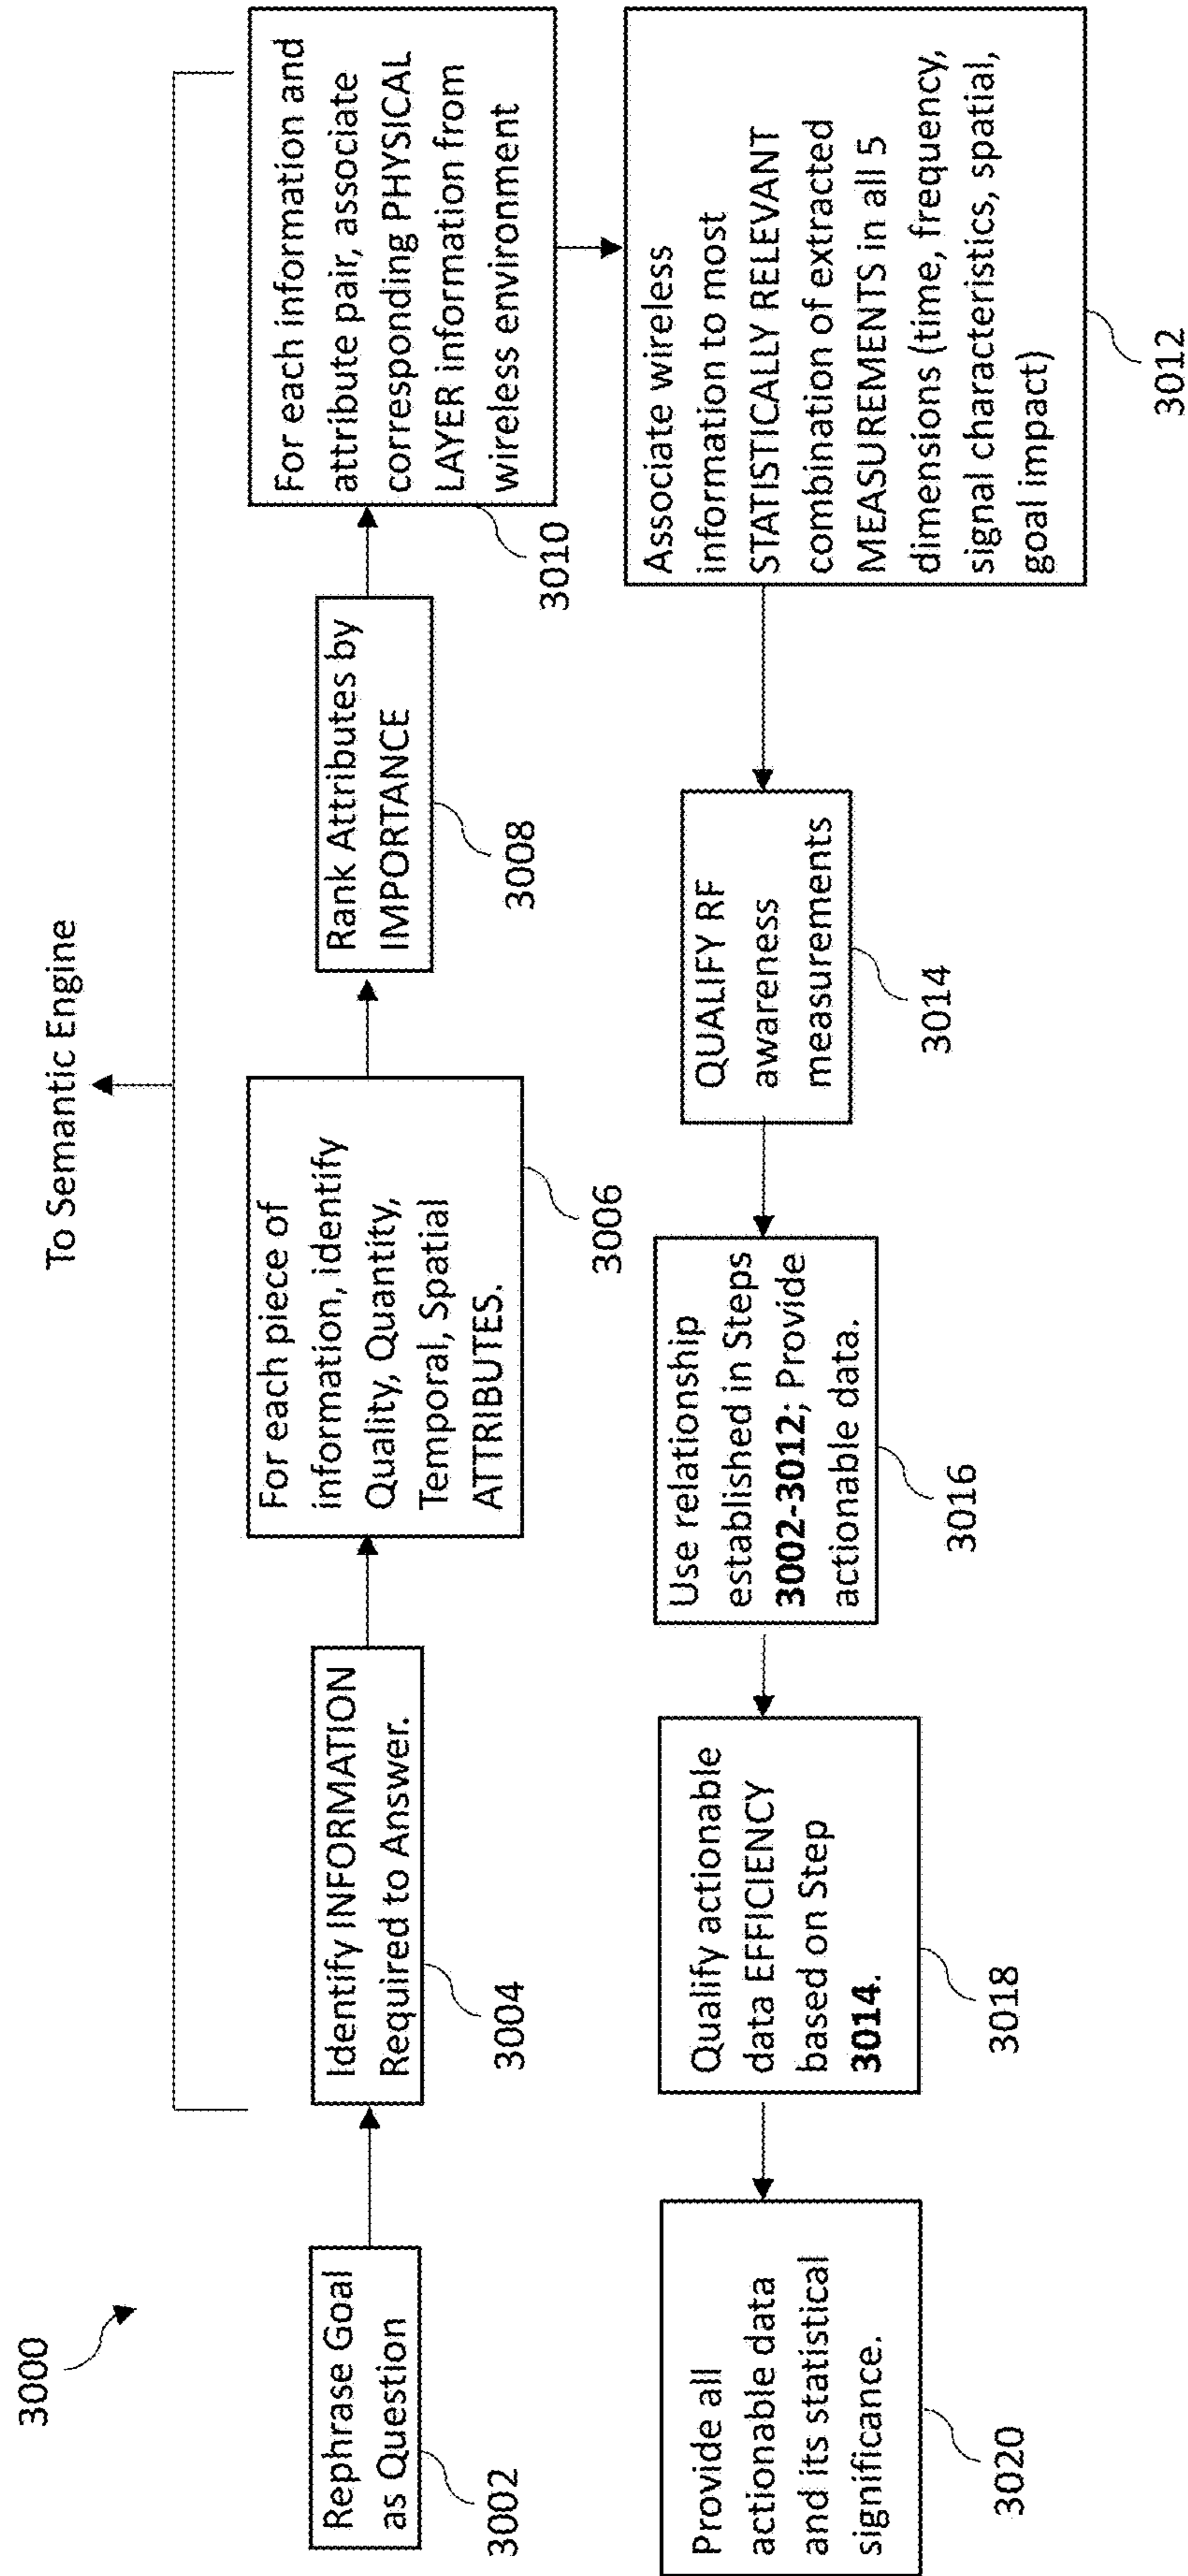 3000
To Semantic Engine
Rephrase Goal
as Question
3002
Identify INFORMATION
Required to Answer.
3004
For each piece of
information, identify
Quality, Quantity,
Temporal, Spatial
ATTRIBUTES.
3006
Rank Attributes by
IMPORTANCE
3008
For each information and
attribute pair, associate
corresponding PHYSICAL
LAYER information from
wireless environment
3010
Associate wireless
information to most
STATISTICALLY RELEVANT
combination of extracted
MEASUREMENTS in all 5
dimensions (time, frequency,
signal characteristics, spatial,
goal impact)
3012
QUALIFY RF
awareness
measurements
3014
Use relationship
established in Steps
3002-3012; Provide
actionable data.
3016
Qualify actionable
data EFFICIENCY
based on Step
3014.
3018
Provide all
actionable data
and its statistical
significance.
3020